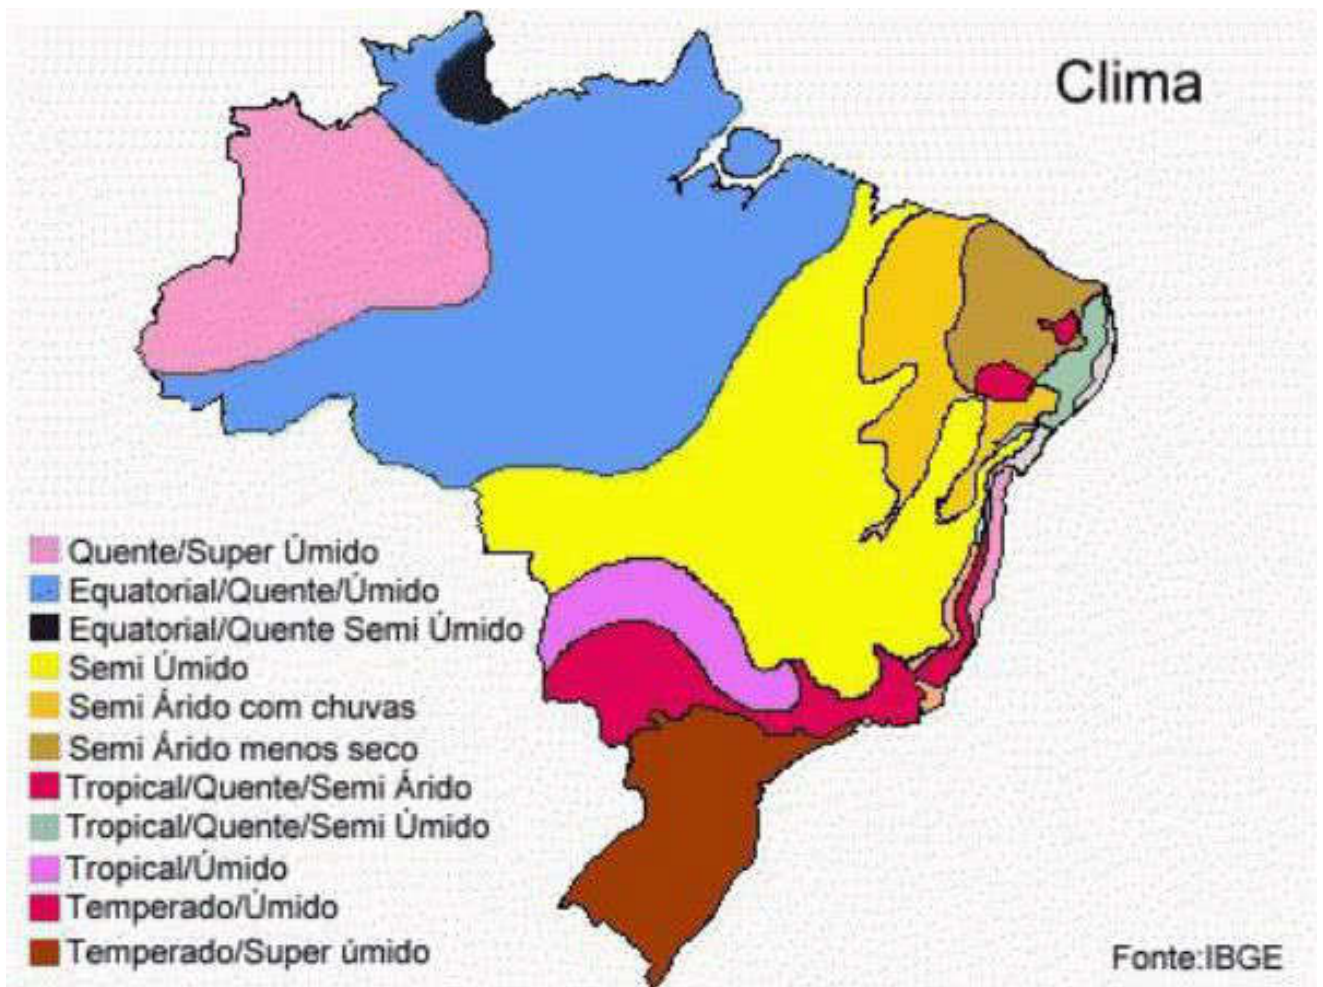 Clima
Quente/Super Úmido
Equatorial/Quente/Úmido
Equatorial/Quente Semi Úmido
Semi Úmido
Semi Árido com chuvas
Semi Árido menos seco
Tropical/Quente/Semi Árido
Tropical/Quente/Semi Úmido
Tropical/Úmido
Temperado/Úmido
Temperado/Super úmido
Fonte:IBGE